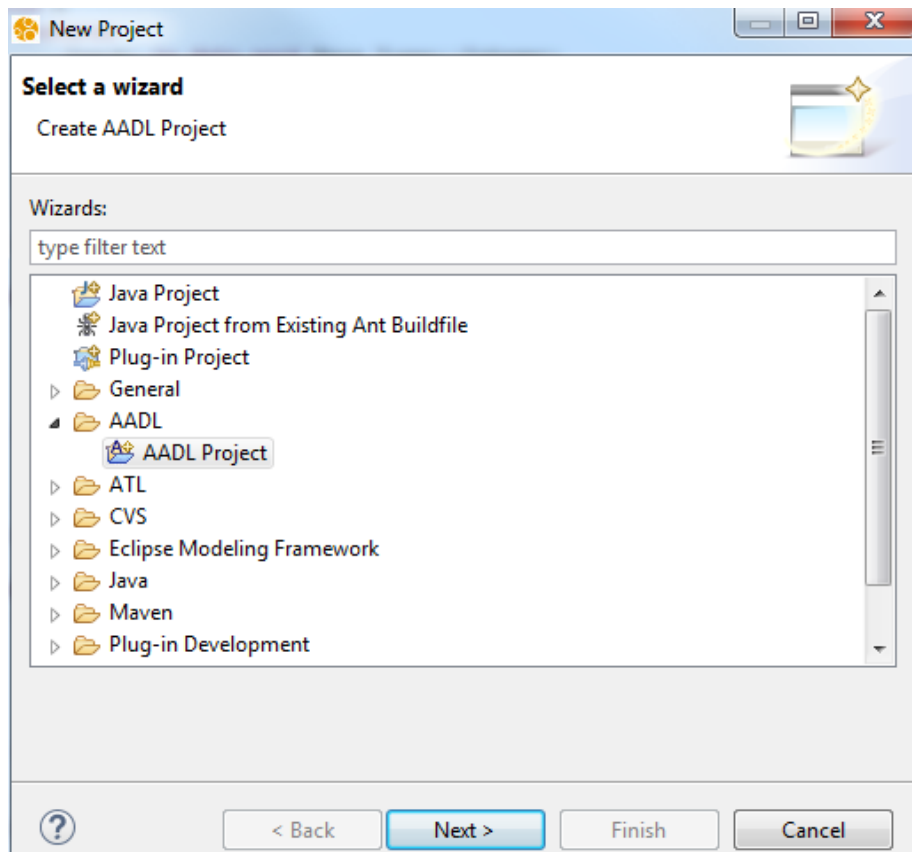 New Project
Select a wizard
Create AADL Project
Wizards:
type filter text
Java Project
Java Project from Existing Ant Buildfile
Plug-in Project
General
AADL
AADL Project
ATL
CVS
Eclipse Modeling Framework
Java
Maven
Plug-in Development
? < Back Next > Finish Cancel